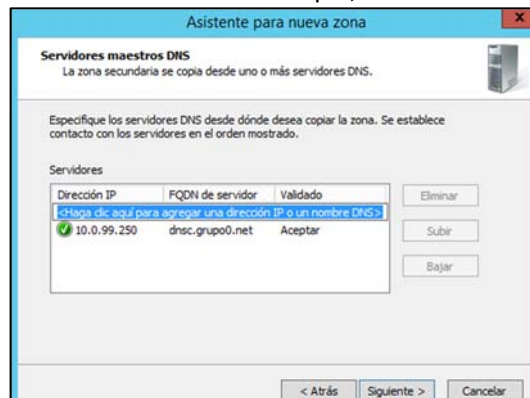 Asistente para nueva zona
x
Servidores maestros DNS
La zona secundaria se copia desde uno o más servidores DNS.
Especifique los servidores DNS desde dónde desea copiar la zona. Se establece
contacto con los servidores en el orden mostrado.
Servidores
Dirección IP FQDN de servidor Validado
<Haga clic aquí para agregar una dirección IP o un nombre DNS>
10.0.99.250 dnsc.grupo0.net Aceptar
Eliminar
Subir
Bajar
< Atrás Siguiente > Cancelar